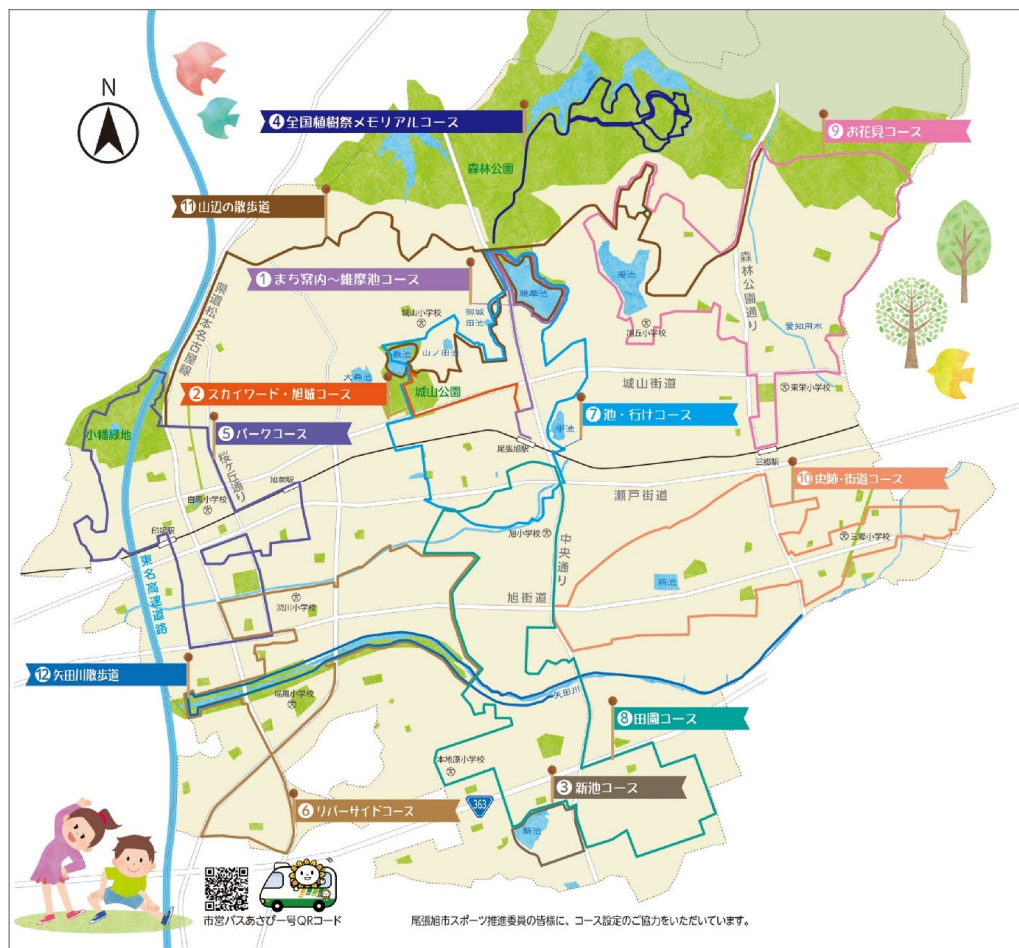 N
④全国植樹祭メモリアルコース
⑨お花見コース
森林公園
⑪山辺の散歩道
①まち案内～維摩池コース
維摩池
濁池
森林公園通り
県道松本名古屋線
城山小学校
御城田池
旭丘小学校
愛知用水
長池
山ノ田池
大森池
城山公園
城山街道
東栄小学校
②スカイワード・旭城コース
⑦池・行けコース
平池
小幡緑地
⑤パークコース
桜ヶ丘通り
尾張旭駅
三郷駅
旭前駅
白鳳小学校
瀬戸街道
⑩史跡・街道コース
印場駅
旭小学校
中央通り
三郷小学校
東名高速道路
雨池
渋川小学校
旭街道
⑫矢田川散歩道
瑞鳳小学校
矢田川
⑧田園コース
本地原小学校
③新池コース
363
⑥リバーサイドコース
新池
市営バスあさぴー号QRコード
尾張旭市スポーツ推進委員の皆様に、コース設定のご協力をいただいています。